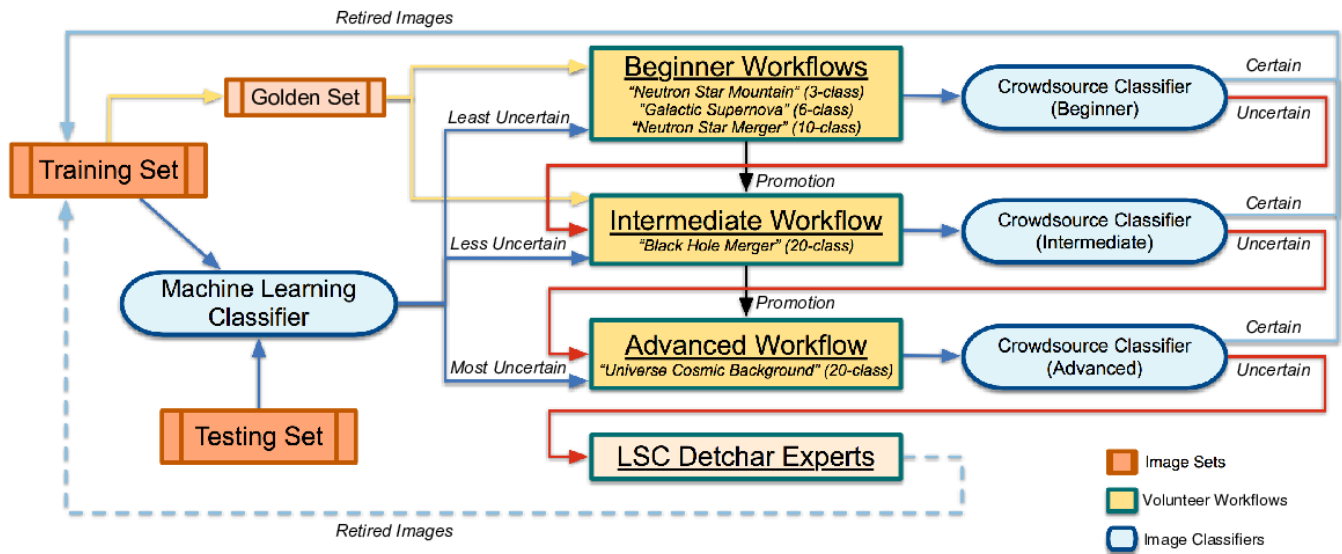 Retired Images
Golden Set
Training Set
Machine Learning
Classifier
Testing Set
Least Uncertain
Less Uncertain
Most Uncertain
Beginner Workflows
“Neutron Star Mountain” (3-class)
“Galactic Supernova” (6-class)
“Neutron Star Merger” (10-class)
Promotion
Intermediate Workflow
“Black Hole Merger” (20-class)
Promotion
Advanced Workflow
“Universe Cosmic Background” (20-class)
LSC Detchar Experts
Crowdsource Classifier
(Beginner)
Certain
Uncertain
Crowdsource Classifier
(Intermediate)
Certain
Uncertain
Crowdsource Classifier
(Advanced)
Certain
Uncertain
Retired Images
Image Sets
Volunteer Workflows
Image Classifiers